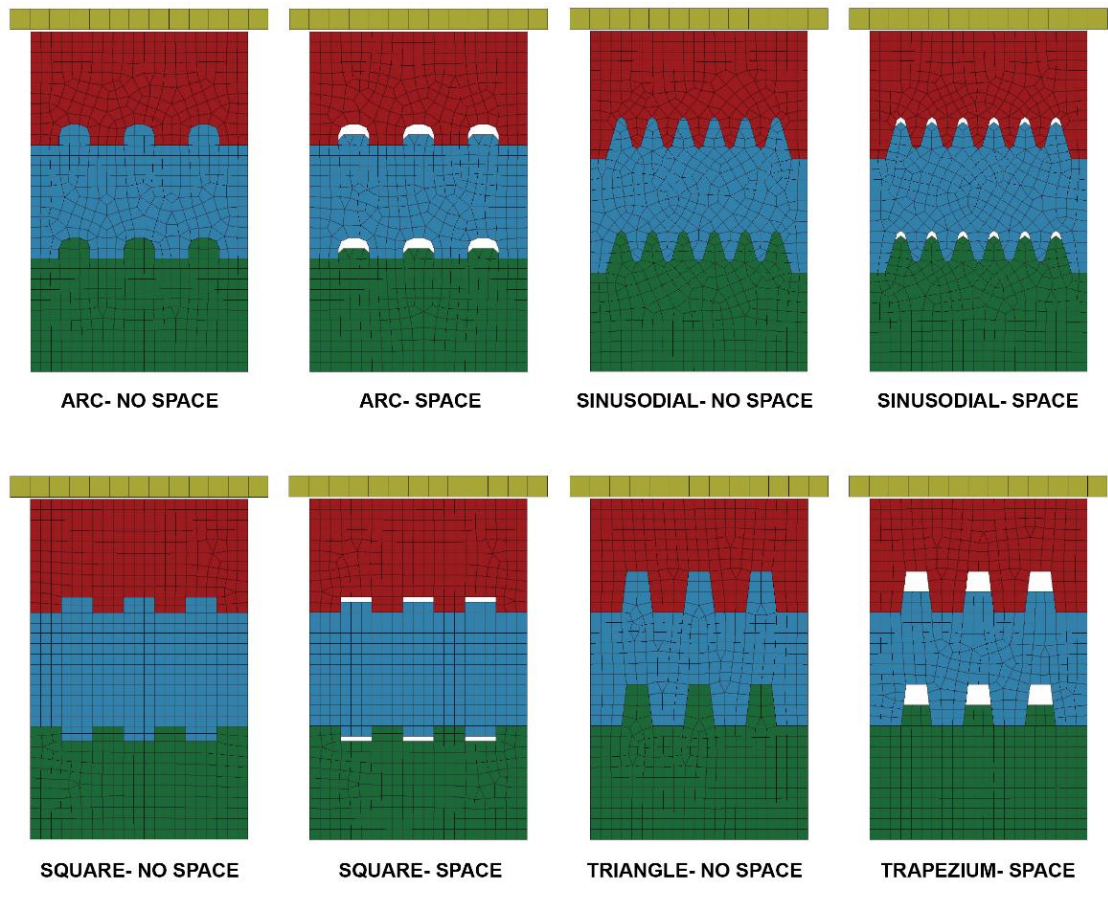 ARC- NO SPACE
ARC- SPACE
SINUSODIAL- NO SPACE
SINUSODIAL- SPACE
SQUARE- NO SPACE
SQUARE- SPACE
TRIANGLE- NO SPACE
TRAPEZIUM- SPACE